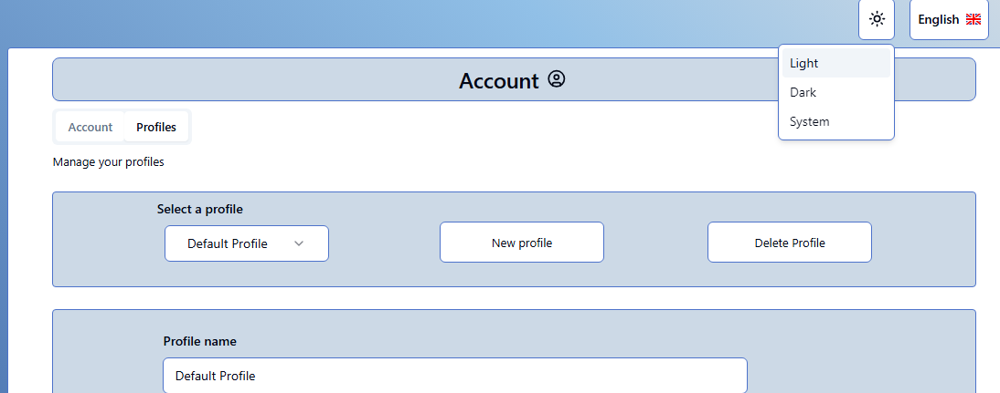 English
Light
Dark
System
Account
Account Profiles
Manage your profiles
Select a profile
Default Profile
New profile
Delete Profile
Profile name
Default Profile